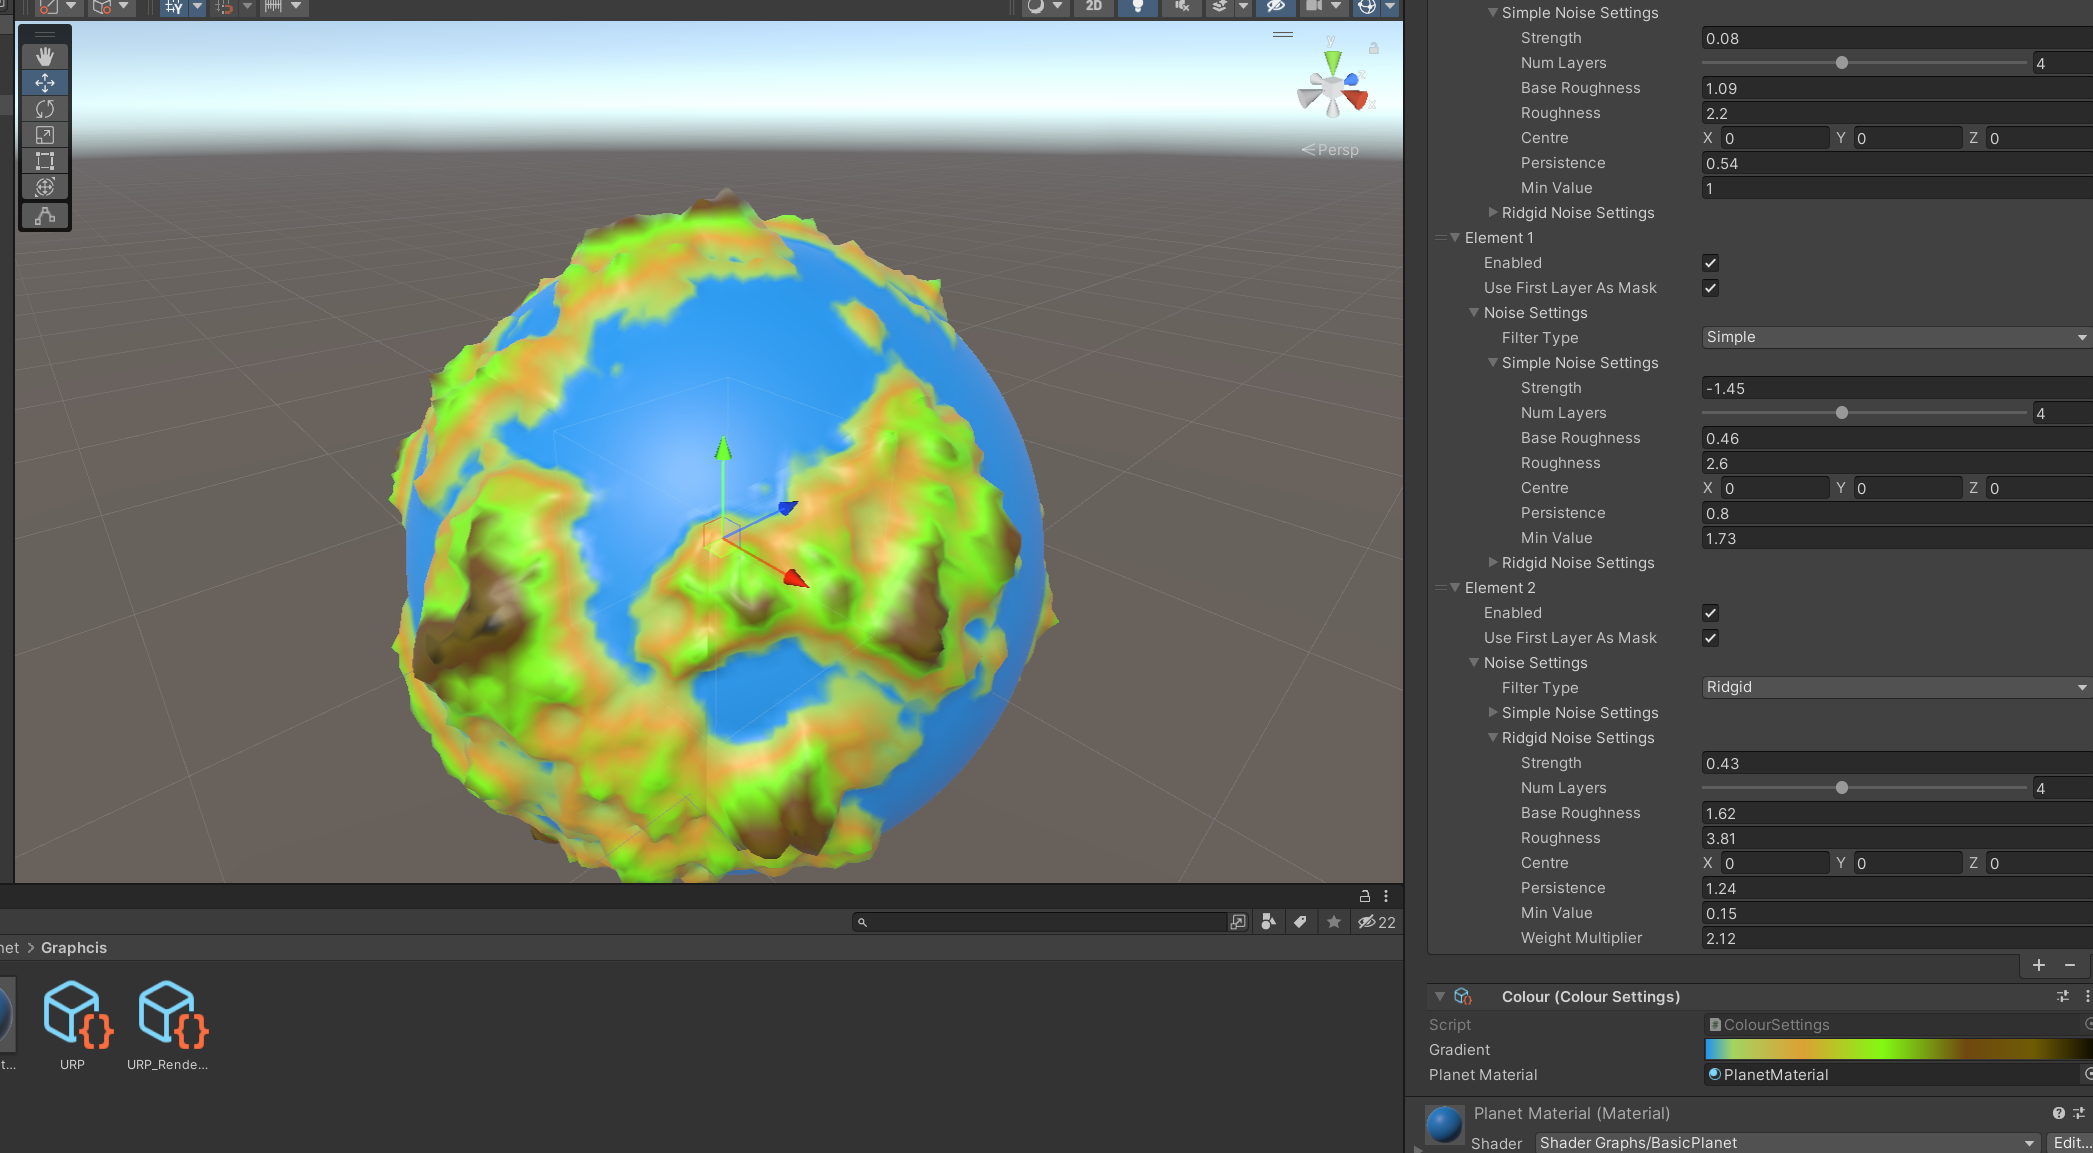 2D
y
z
x
Persp
Simple Noise Settings
Strength 0.08
Num Layers 4
Base Roughness 1.09
Roughness 2.2
Centre X 0 Y 0 Z 0
Persistence 0.54
Min Value 1
Ridgid Noise Settings
Element 1
Enabled
Use First Layer As Mask
Noise Settings
Filter Type Simple
Simple Noise Settings
Strength -1.45
Num Layers 4
Base Roughness 0.46
Roughness 2.6
Centre X 0 Y 0 Z 0
Persistence 0.8
Min Value 1.73
Ridgid Noise Settings
Element 2
Enabled
Use First Layer As Mask
Noise Settings
Filter Type Ridgid
Simple Noise Settings
Ridgid Noise Settings
Strength 0.43
Num Layers 4
Base Roughness 1.62
Roughness 3.81
Centre X 0 Y 0 Z 0
Persistence 1.24
Min Value 0.15
Weight Multiplier 2.12
Colour (Colour Settings)
Script ColourSettings
Gradient
Planet Material PlanetMaterial
Planet Material (Material)
Shader Shader Graphs/BasicPlanet Edit...
22
net > Graphcis
t... URP URP_Rende...